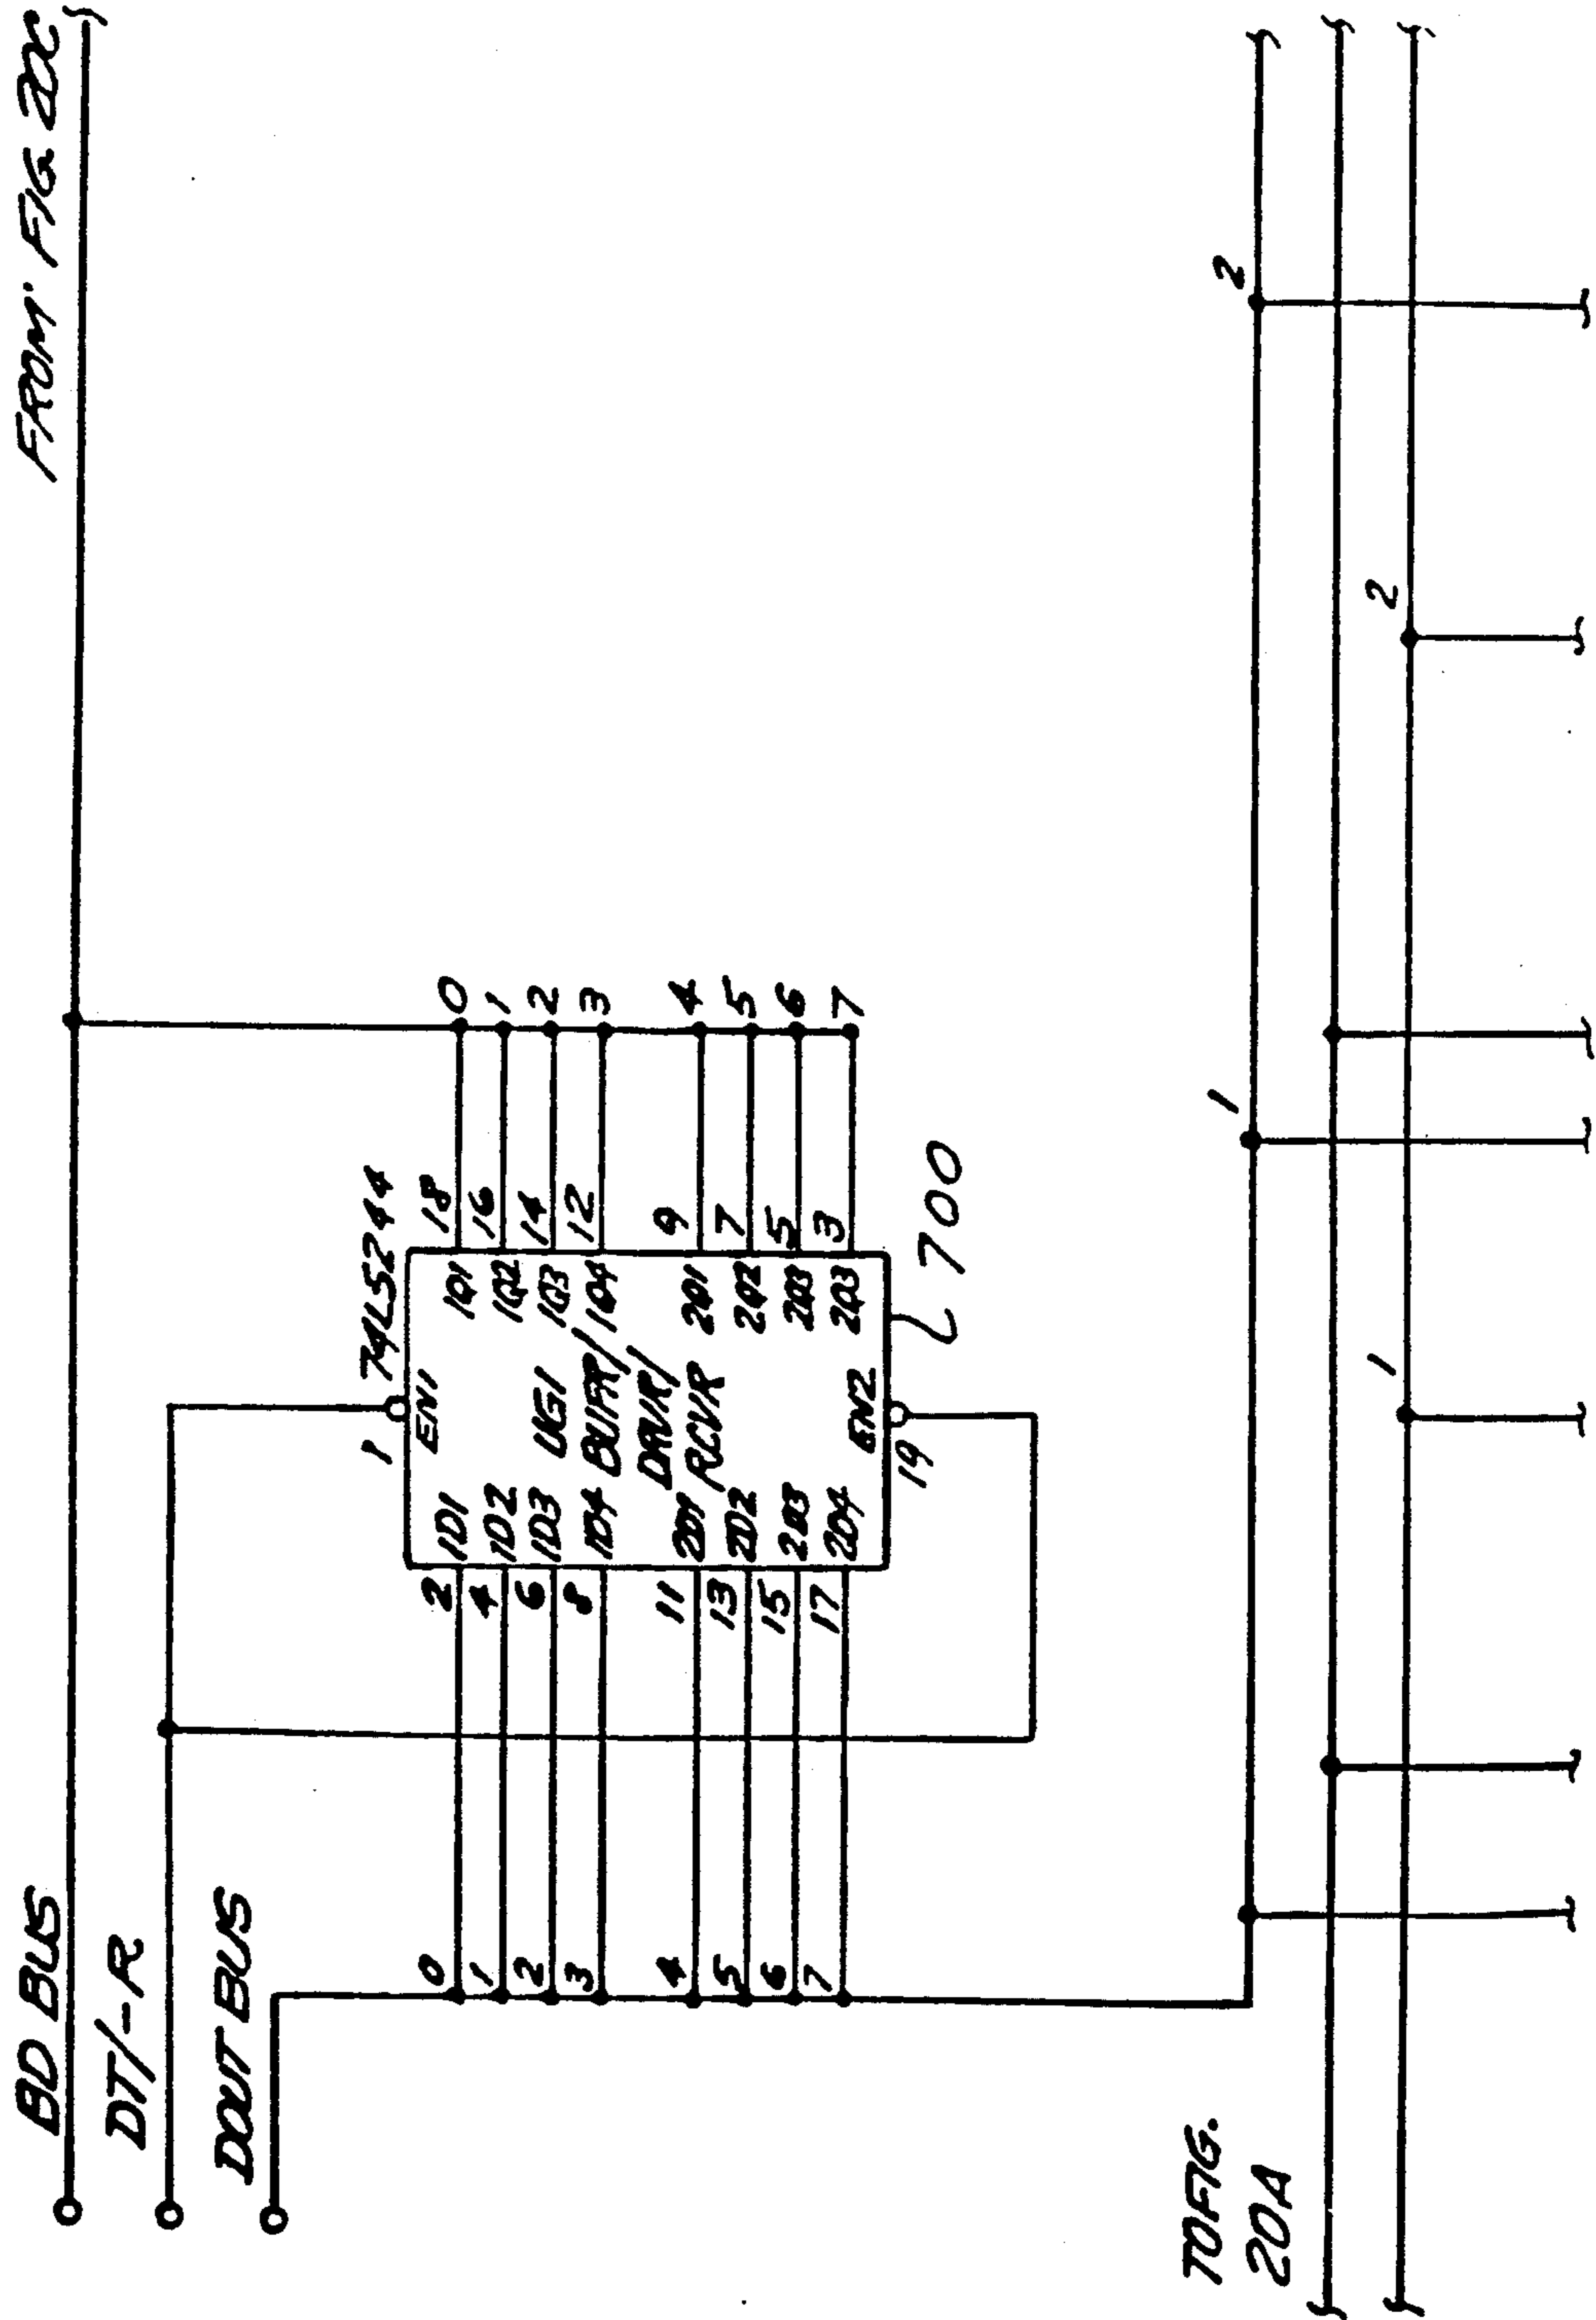 FROM FIG 20C
BD BUS
DT/-R
DOUT BUS
74LS244
1
EN1
0 2 1D1
1 4 1D2
2 6 1D3
3 8 1D4
4 11 2D1
5 13 2D2
6 15 2D3
7 17 2D4
UG1
BUFR/
DRVR/
RCVR
1Q1 18 0
1Q2 16 1
1Q3 14 2
1Q4 12 3
2Q1 9 4
2Q2 7 5
2Q3 5 6
2Q3 3 7
EN2
19
700
TO FIG.
20A
1
2
1
2